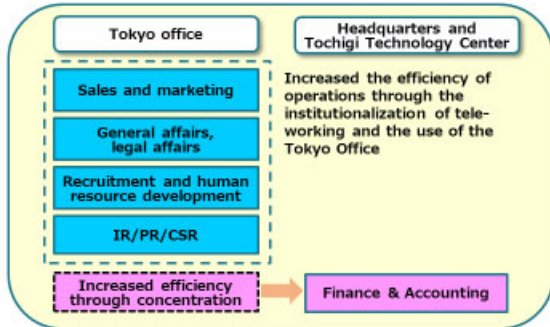 Tokyo office
Sales and marketing
General affairs,
legal affairs
Recruitment and human
resource development
IR/PR/CSR
Increased efficiency
through concentration
Headquarters and
Tochigi Technology Center
Increased the efficiency of
operations through the
institutionalization of tele-
working and the use of the
Tokyo Office
Finance & Accounting